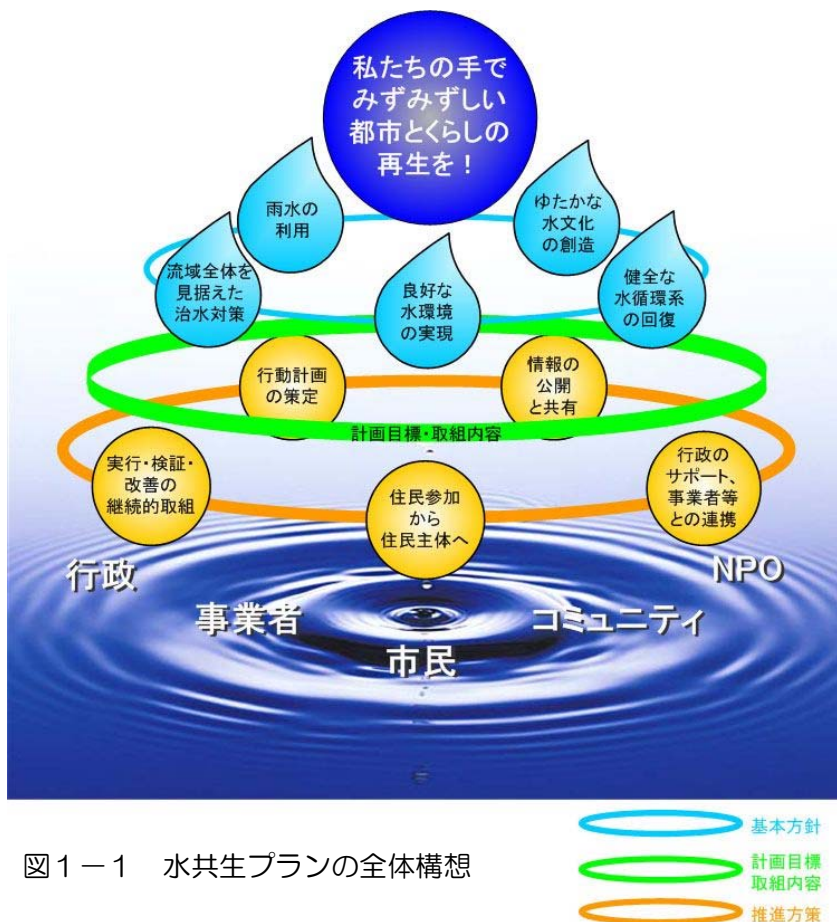 私たちの手で
みずみずしい
都市とくらしの
再生を！
雨水の
利用
ゆたかな
水文化
の創造
流域全体を
見据えた
治水対策
良好な
水環境
の実現
健全な
水循環系
の回復
行動計画
の策定
情報の
公開
と共有
計画目標・取組内容
実行・検証・
改善の
継続的取組
住民参加
から
住民主体へ
行政の
サポート、
事業者等
との連携
行政
NPO
事業者
コミュニティ
市民
図１－１　水共生プランの全体構想
基本方針
計画目標
取組内容
推進方策